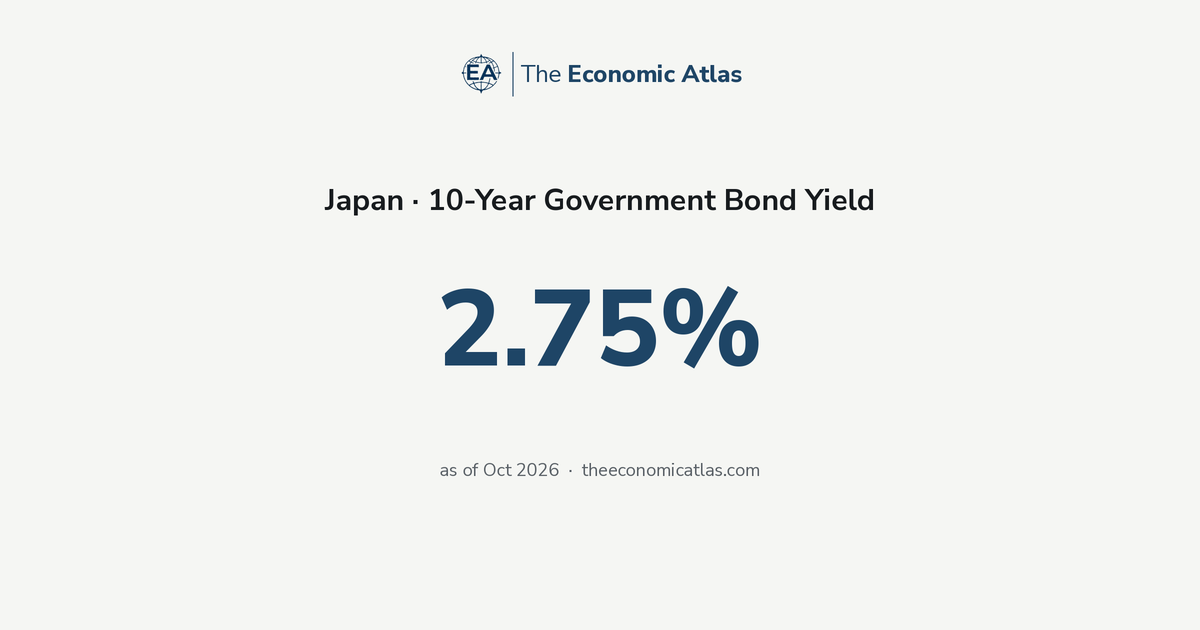 EA The Economic Atlas
Japan · 10-Year Government Bond Yield
2.75%
as of Oct 2026 · theeconomicatlas.com